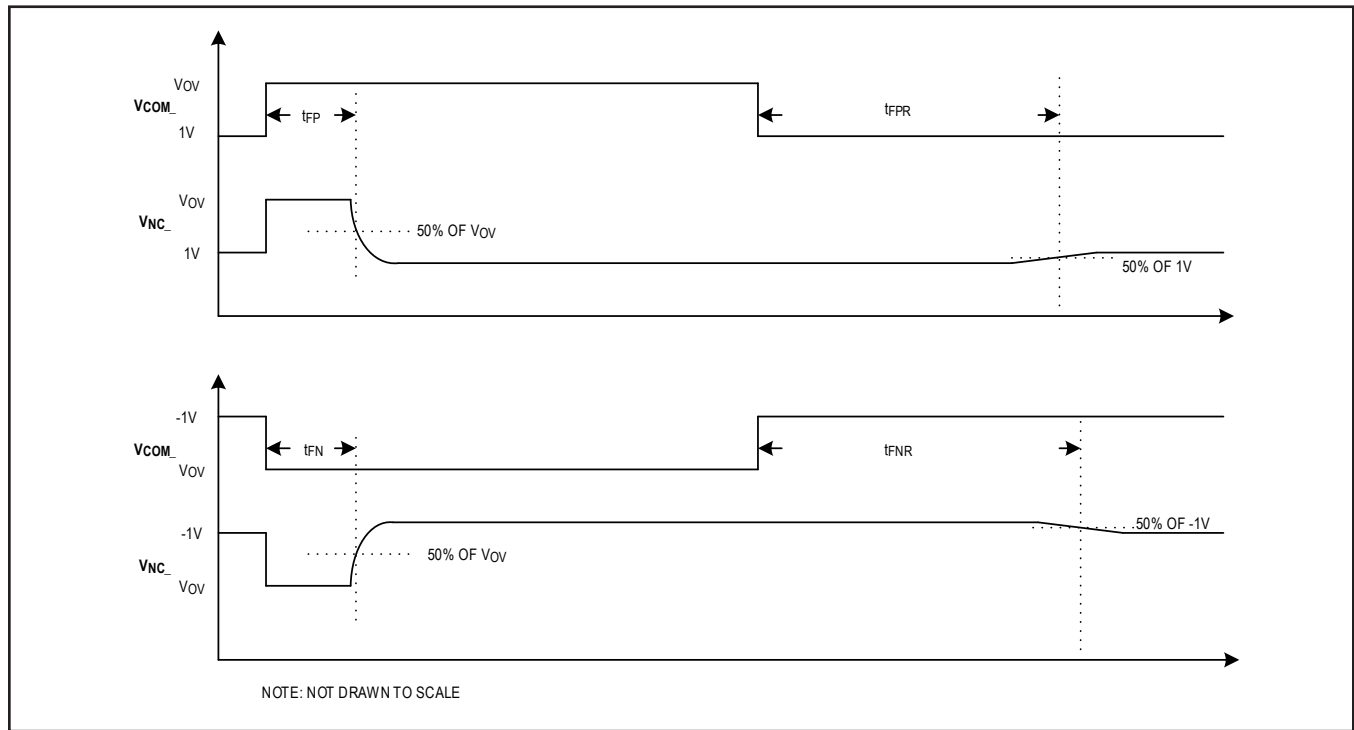 VOV
VCOM_
1V
tFP
tFPR
VOV
VNC_
1V
50% OF VOV
50% OF 1V
-1V
VCOM_
VOV
tFN
tFNR
-1V
VNC_
VOV
50% OF VOV
50% OF -1V
NOTE: NOT DRAWN TO SCALE